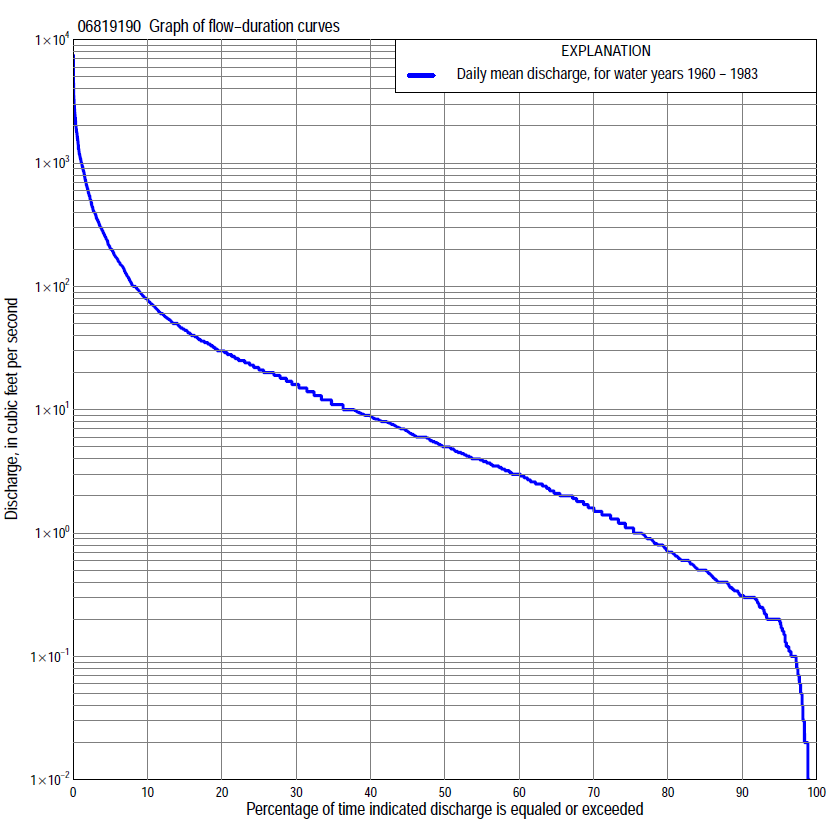 06819190 Graph of flow-duration curves
EXPLANATION
Daily mean discharge, for water years 1960 - 1983
1×10⁴
1×10³
1×10²
1×10¹
1×10⁰
1×10⁻¹
1×10⁻²
Discharge, in cubic feet per second
0 10 20 30 40 50 60 70 80 90 100
Percentage of time indicated discharge is equaled or exceeded